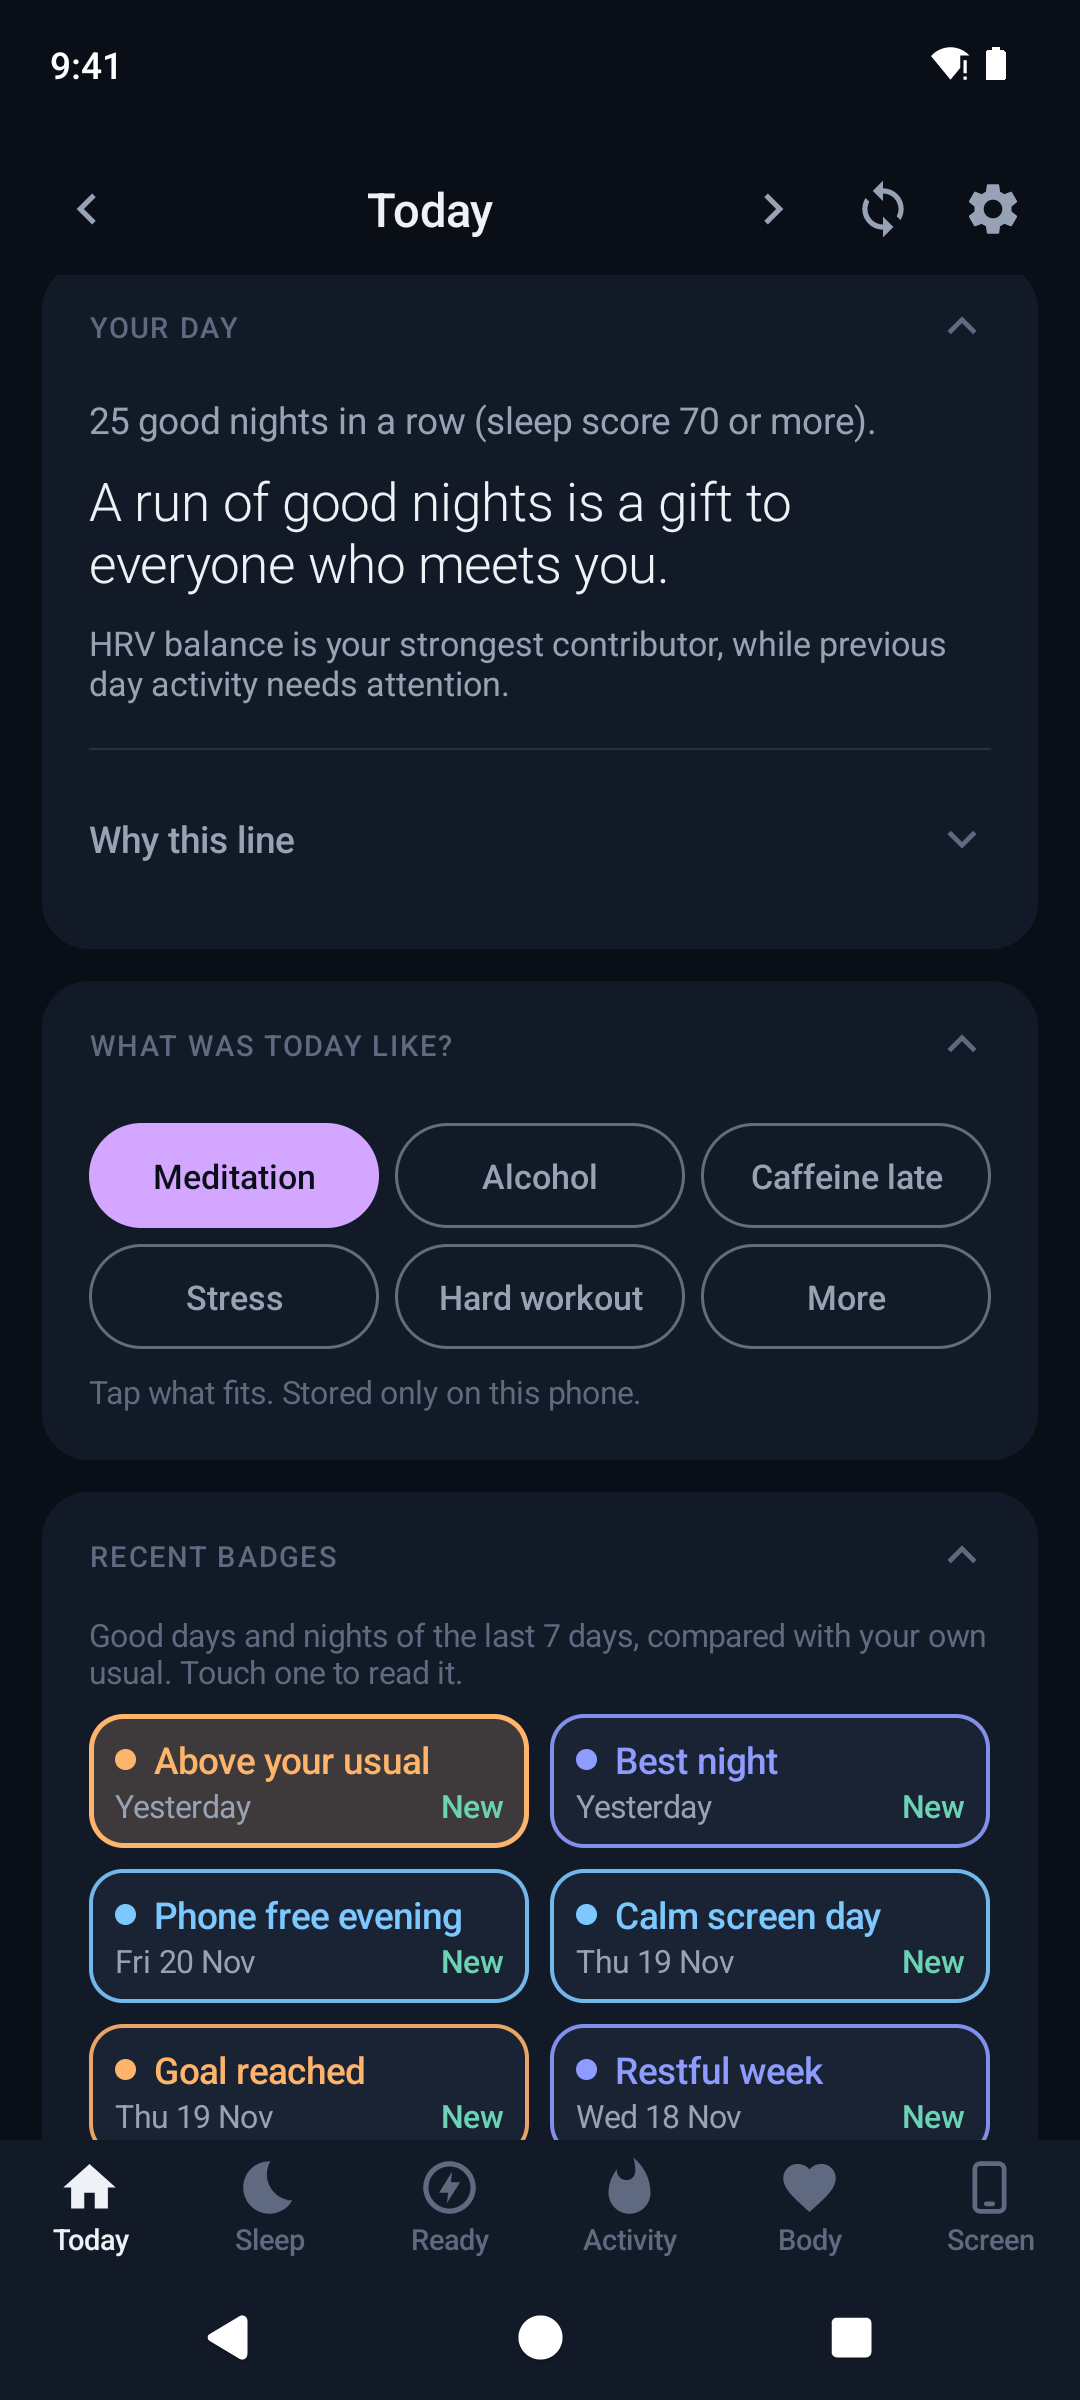 9:41
Today
YOUR DAY
25 good nights in a row (sleep score 70 or more).
A run of good nights is a gift to
everyone who meets you.
HRV balance is your strongest contributor, while previous
day activity needs attention.
Why this line
WHAT WAS TODAY LIKE?
Meditation
Alcohol
Caffeine late
Stress
Hard workout
More
Tap what fits. Stored only on this phone.
RECENT BADGES
Good days and nights of the last 7 days, compared with your own
usual. Touch one to read it.
Above your usual
Yesterday New
Best night
Yesterday New
Phone free evening
Fri 20 Nov New
Calm screen day
Thu 19 Nov New
Goal reached
Thu 19 Nov New
Restful week
Wed 18 Nov New
Today
Sleep
Ready
Activity
Body
Screen